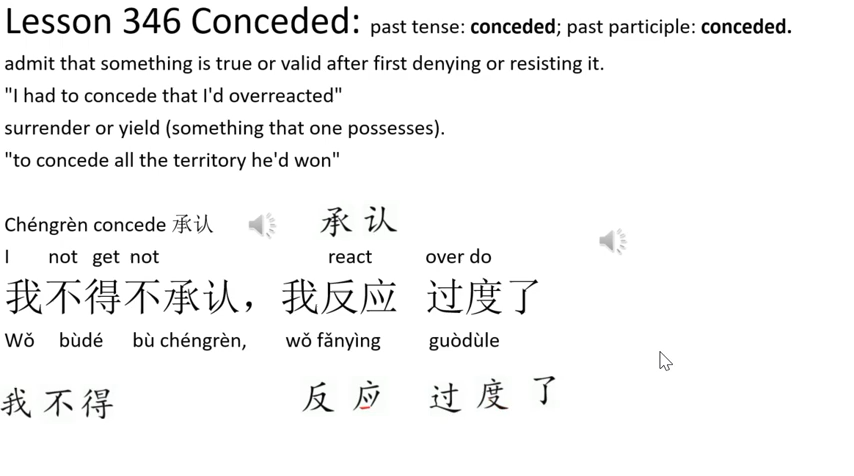 Lesson 346 Conceded: past tense: conceded; past participle: conceded.
admit that something is true or valid after first denying or resisting it.
"I had to concede that I'd overreacted"
surrender or yield (something that one possesses).
"to concede all the territory he'd won"
Chéngrèn concede 承认 承认
I not get not react over do
我不得不承认，我反应 过度了
Wǒ bùdé bù chéngrèn, wǒ fǎnyìng guòdùle
我不得 反应 过度了